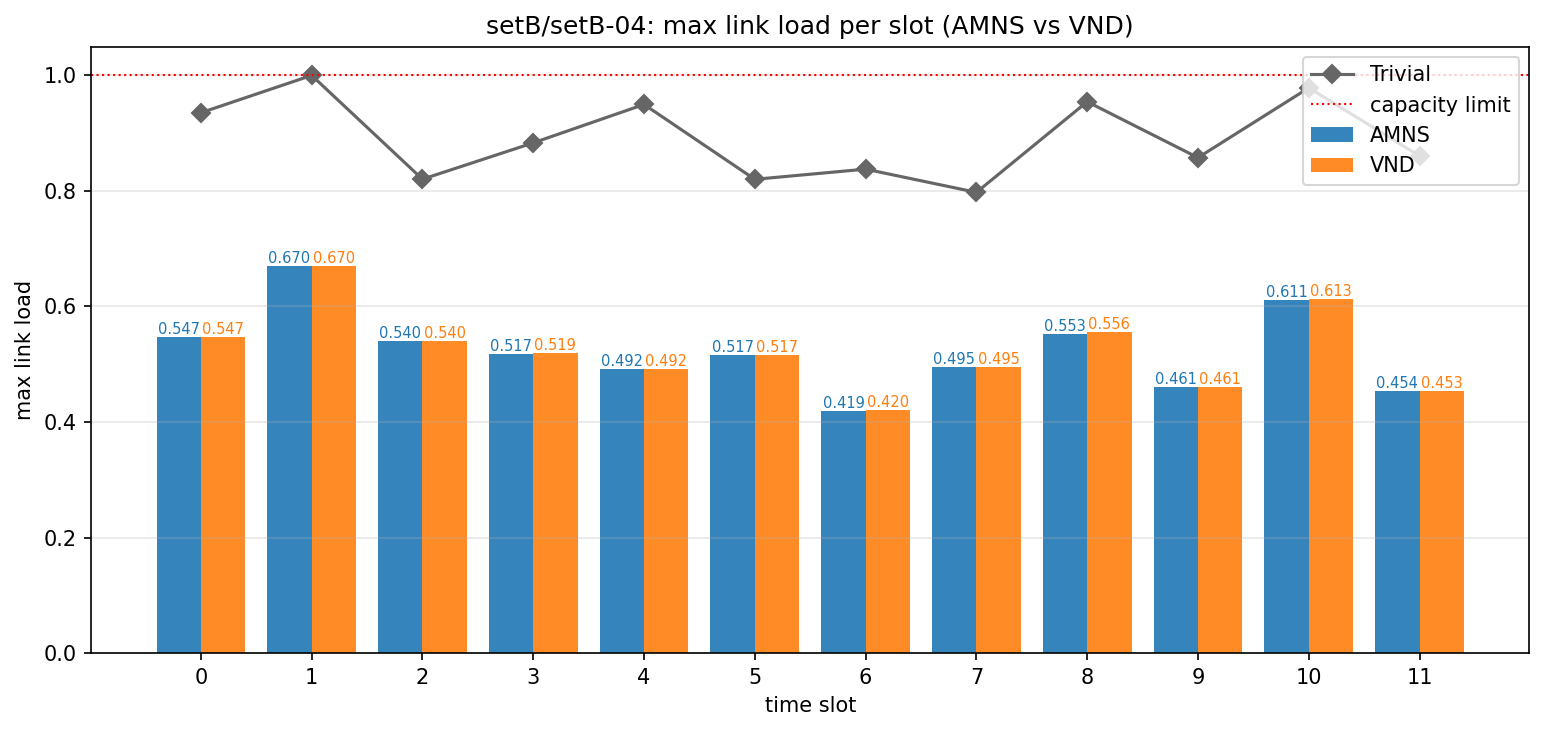 setB/setB-04: max link load per slot (AMNS vs VND)
max link load
1.0
0.8
0.6
0.4
0.2
0.0
Trivial
capacity limit
AMNS
VND
0.547 0.547
0.670 0.670
0.540 0.540
0.517 0.519
0.492 0.492
0.517 0.517
0.419 0.420
0.495 0.495
0.553 0.556
0.461 0.461
0.611 0.613
0.454 0.453
0 1 2 3 4 5 6 7 8 9 10 11
time slot